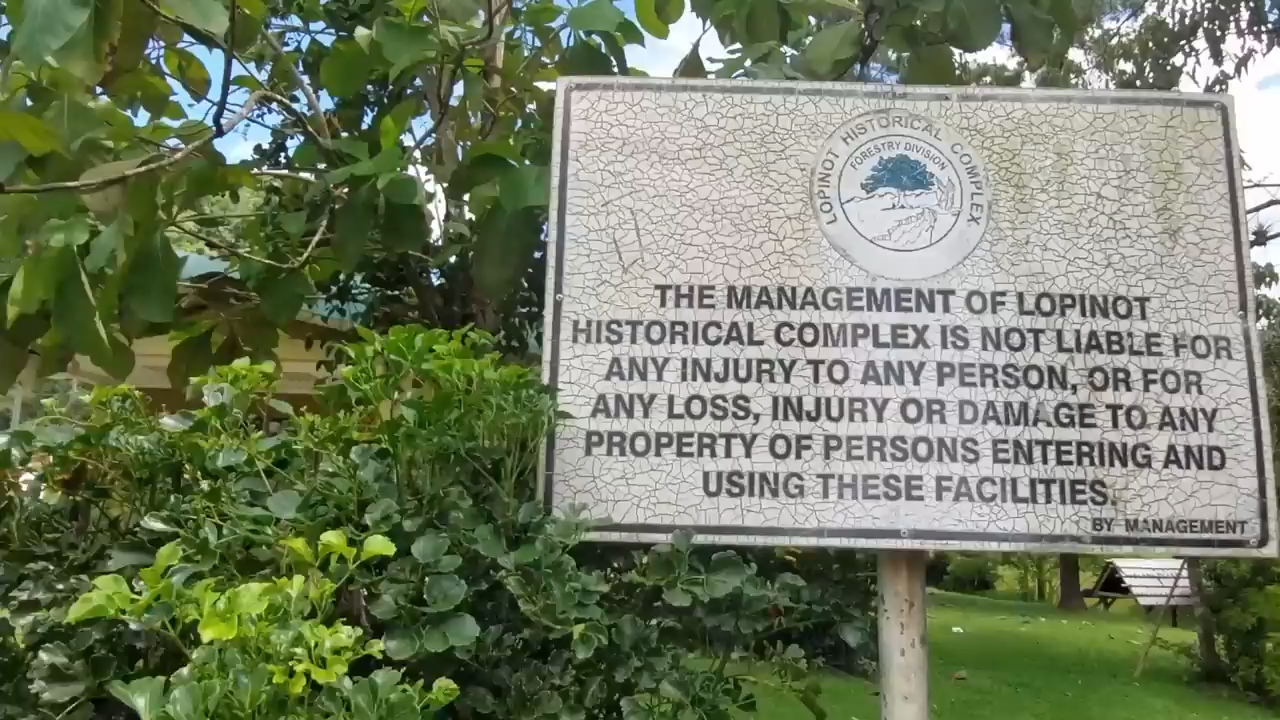 LOPINOT HISTORICAL COMPLEX
FORESTRY DIVISION
THE MANAGEMENT OF LOPINOT
HISTORICAL COMPLEX IS NOT LIABLE FOR
ANY INJURY TO ANY PERSON, OR FOR
ANY LOSS, INJURY OR DAMAGE TO ANY
PROPERTY OF PERSONS ENTERING AND
USING THESE FACILITIES.
BY MANAGEMENT